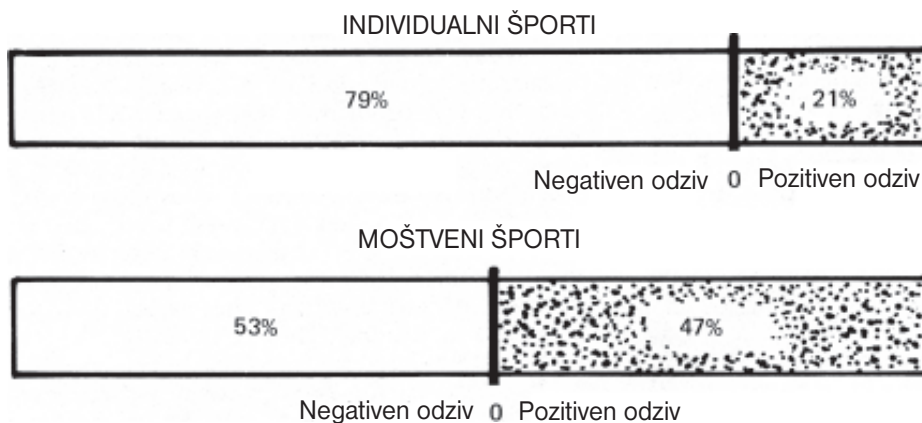 INDIVIDUALNI ŠPORTI
79% 21%
Negativen odziv 0 Pozitiven odziv
MOŠTVENI ŠPORTI
53% 47%
Negativen odziv 0 Pozitiven odziv